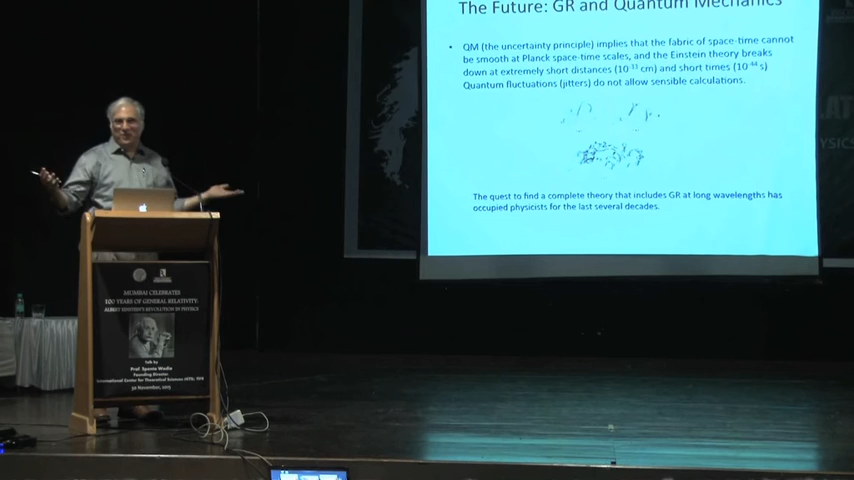 The Future: GR and Quantum Mechanics
• QM (the uncertainty principle) implies that the fabric of space-time cannot
be smooth at Planck space-time scales, and the Einstein theory breaks
down at extremely short distances (10⁻³³ cm) and short times (10⁻⁴⁴ s)
Quantum fluctuations (jitters) do not allow sensible calculations.
The quest to find a complete theory that includes GR at long wavelengths has
occupied physicists for the last several decades.
MUMBAI CELEBRATES
100 YEARS OF GENERAL RELATIVITY:
ALBERT EINSTEIN'S REVOLUTION IN PHYSICS
Talk by
Prof. Spenta Wadia
Founding Director
International Center for Theoretical Sciences (ICTS), TIFR
30 November, 2015